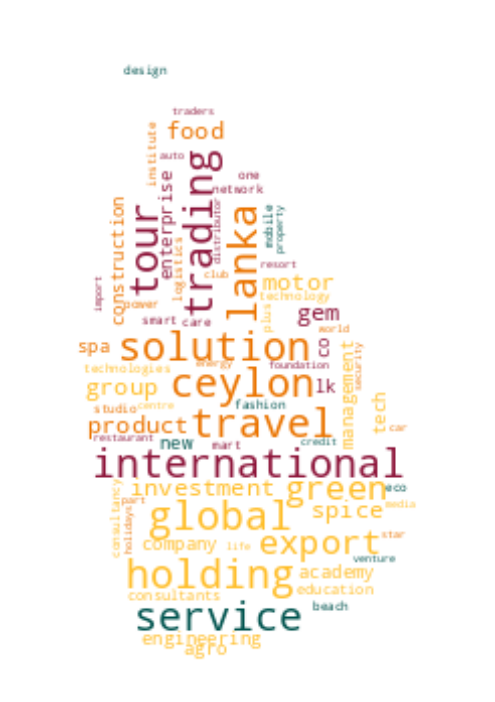 design
traders
food
institute
auto
trading
enterprise
one
network
tour
construction
lanka
distributor
mobile
property
logistics
resort
club
motor
import
power
technology
plus
gem
smart care
world
solution
co
spa
management
security
technologies
energy
foundation
group
ceylon
lk
tech
studio
centre
fashion
product
travel
car
restaurant
new
mart
credit
international
consultancy
investment
green
eco
part
holidays
global
spice
media
company
life
export
star
venture
holding
academy
consultants
education
service
beach
engineering
agro